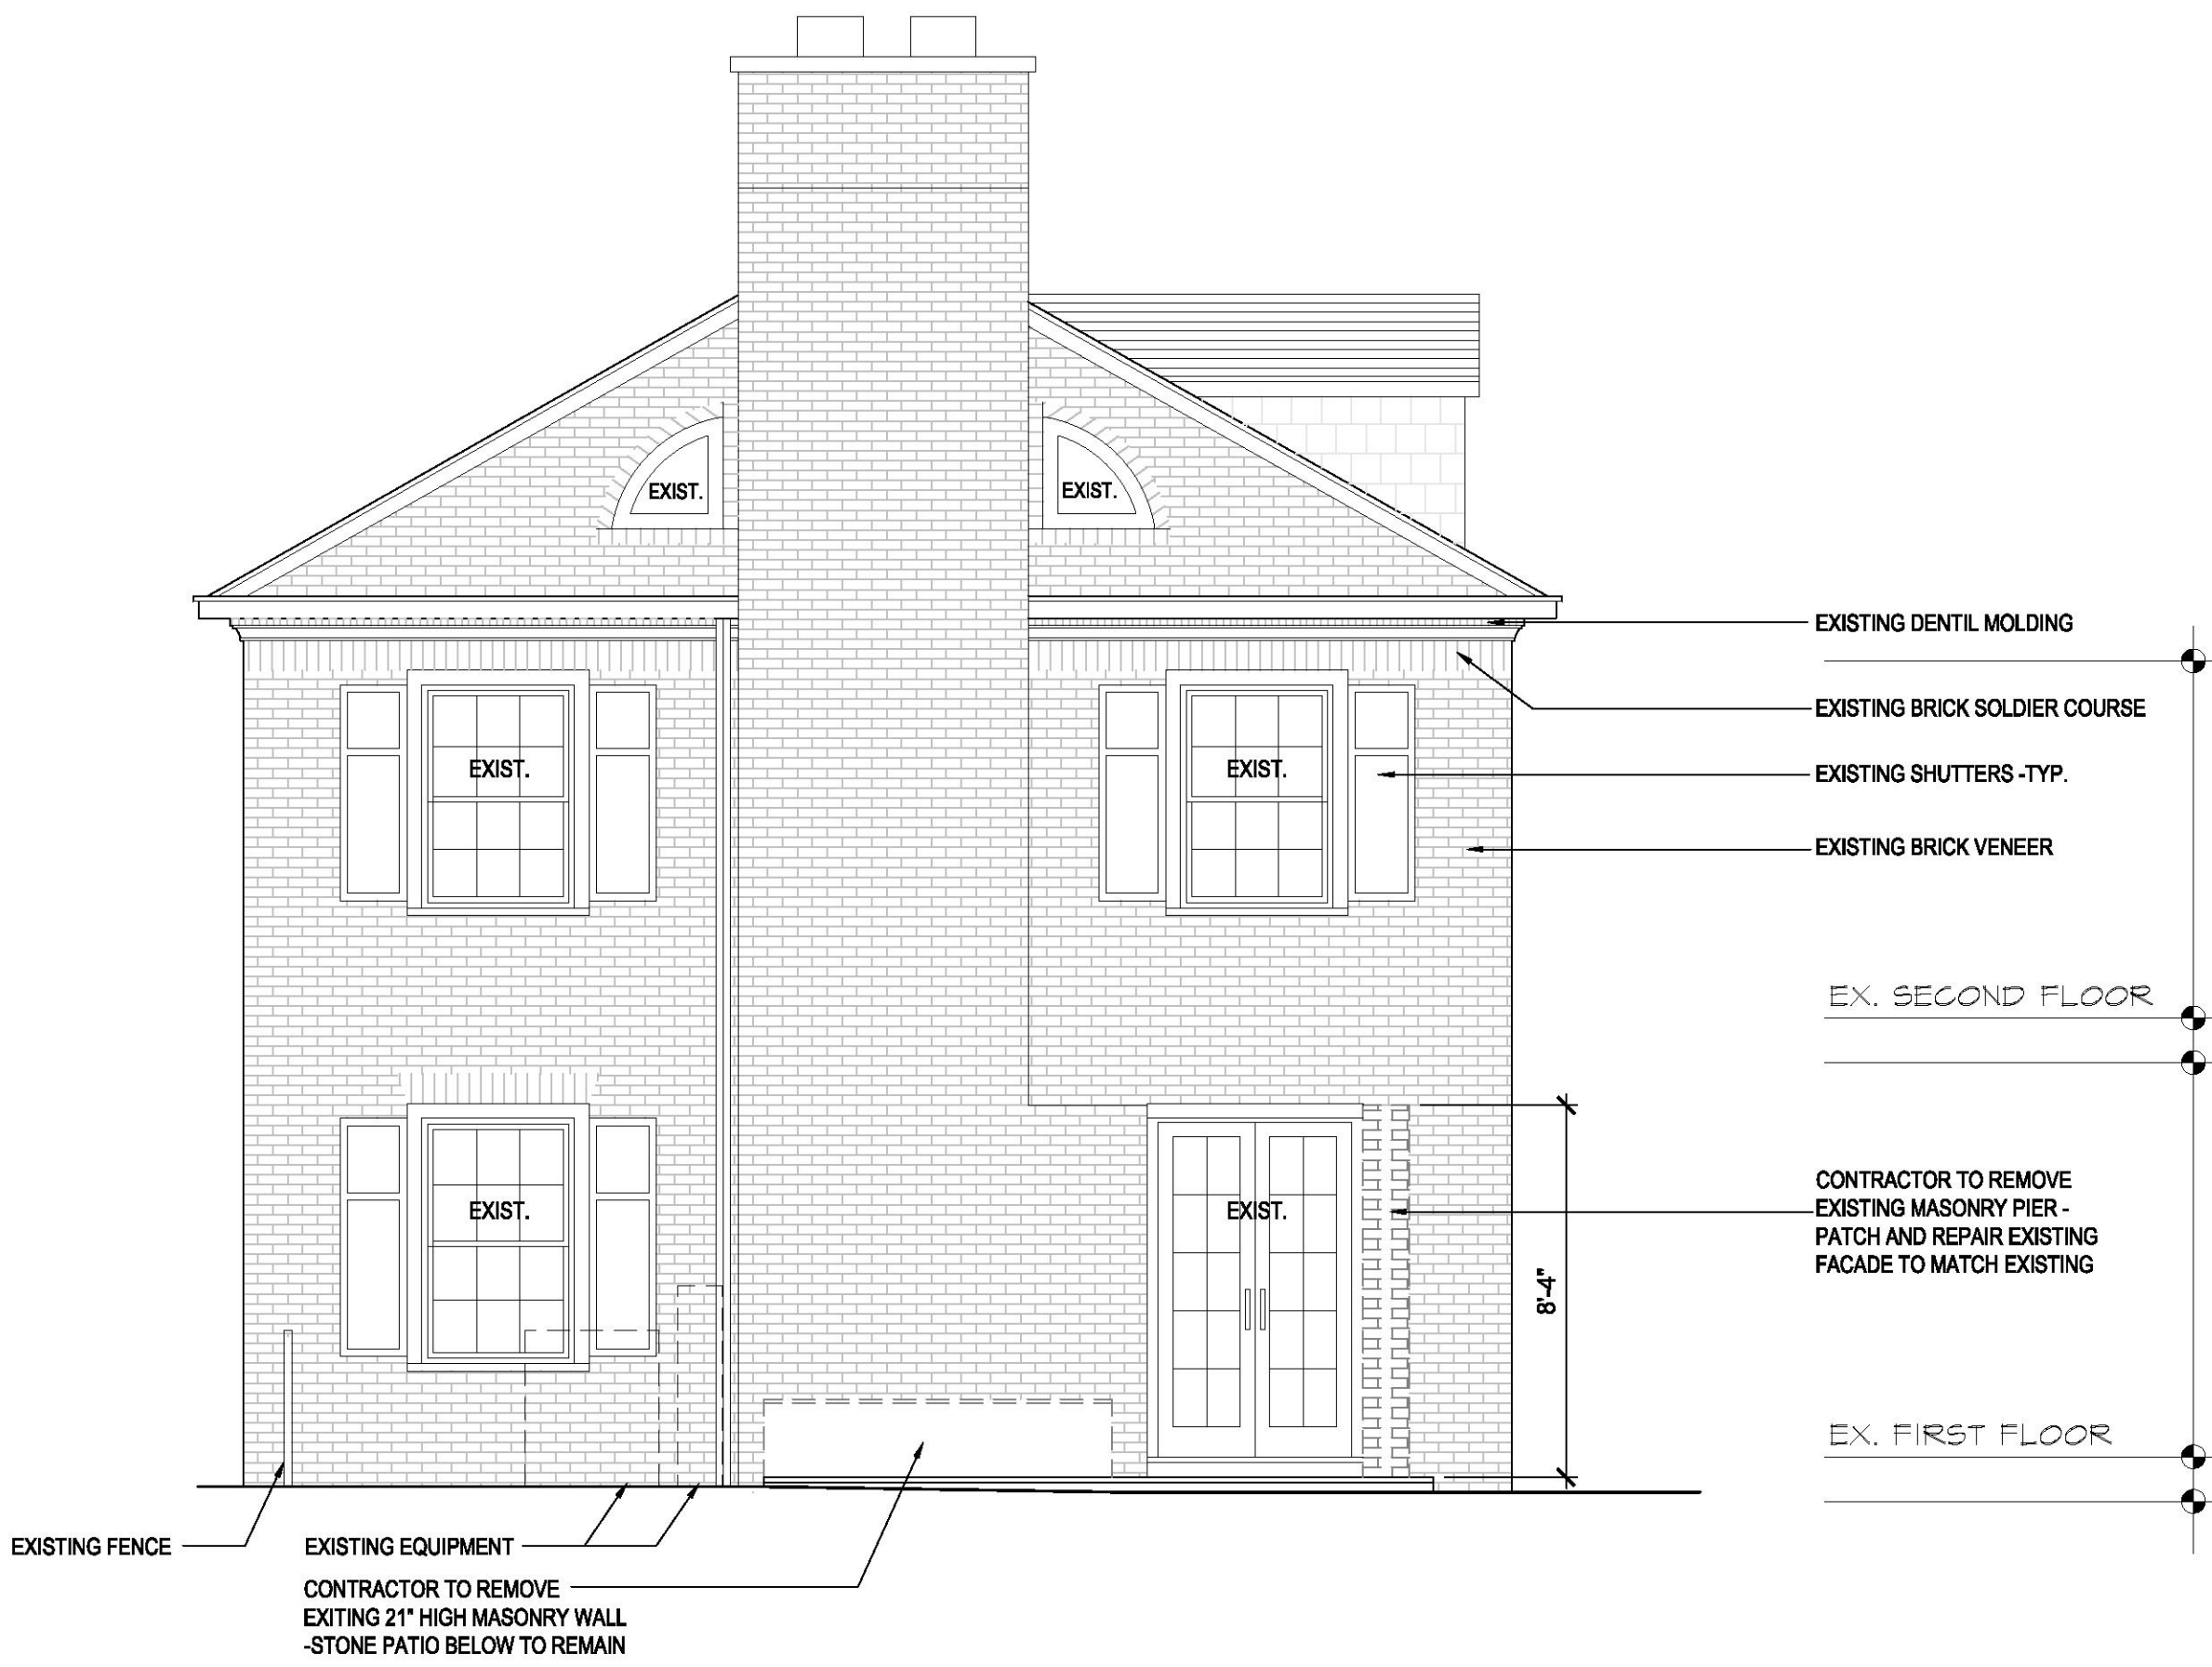 EXIST.
EXIST.
EXISTING DENTIL MOLDING
EXISTING BRICK SOLDIER COURSE
EXIST.
EXIST.
EXISTING SHUTTERS -TYP.
EXISTING BRICK VENEER
EX. SECOND FLOOR
CONTRACTOR TO REMOVE
EXISTING MASONRY PIER -
PATCH AND REPAIR EXISTING
FACADE TO MATCH EXISTING
EXIST.
EXIST.
8'-4"
EX. FIRST FLOOR
EXISTING FENCE
EXISTING EQUIPMENT
CONTRACTOR TO REMOVE
EXITING 21" HIGH MASONRY WALL
-STONE PATIO BELOW TO REMAIN